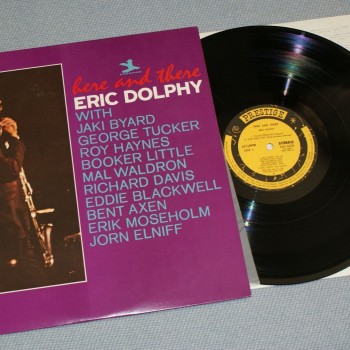 here and there
ERIC DOLPHY
WITH
JAKI BYARD
GEORGE TUCKER
ROY HAYNES
BOOKER LITTLE
MAL WALDRON
RICHARD DAVIS
EDDIE BLACKWELL
BENT AXEN
ERIK MOSEHOLM
JORN ELNIFF
PRESTIGE